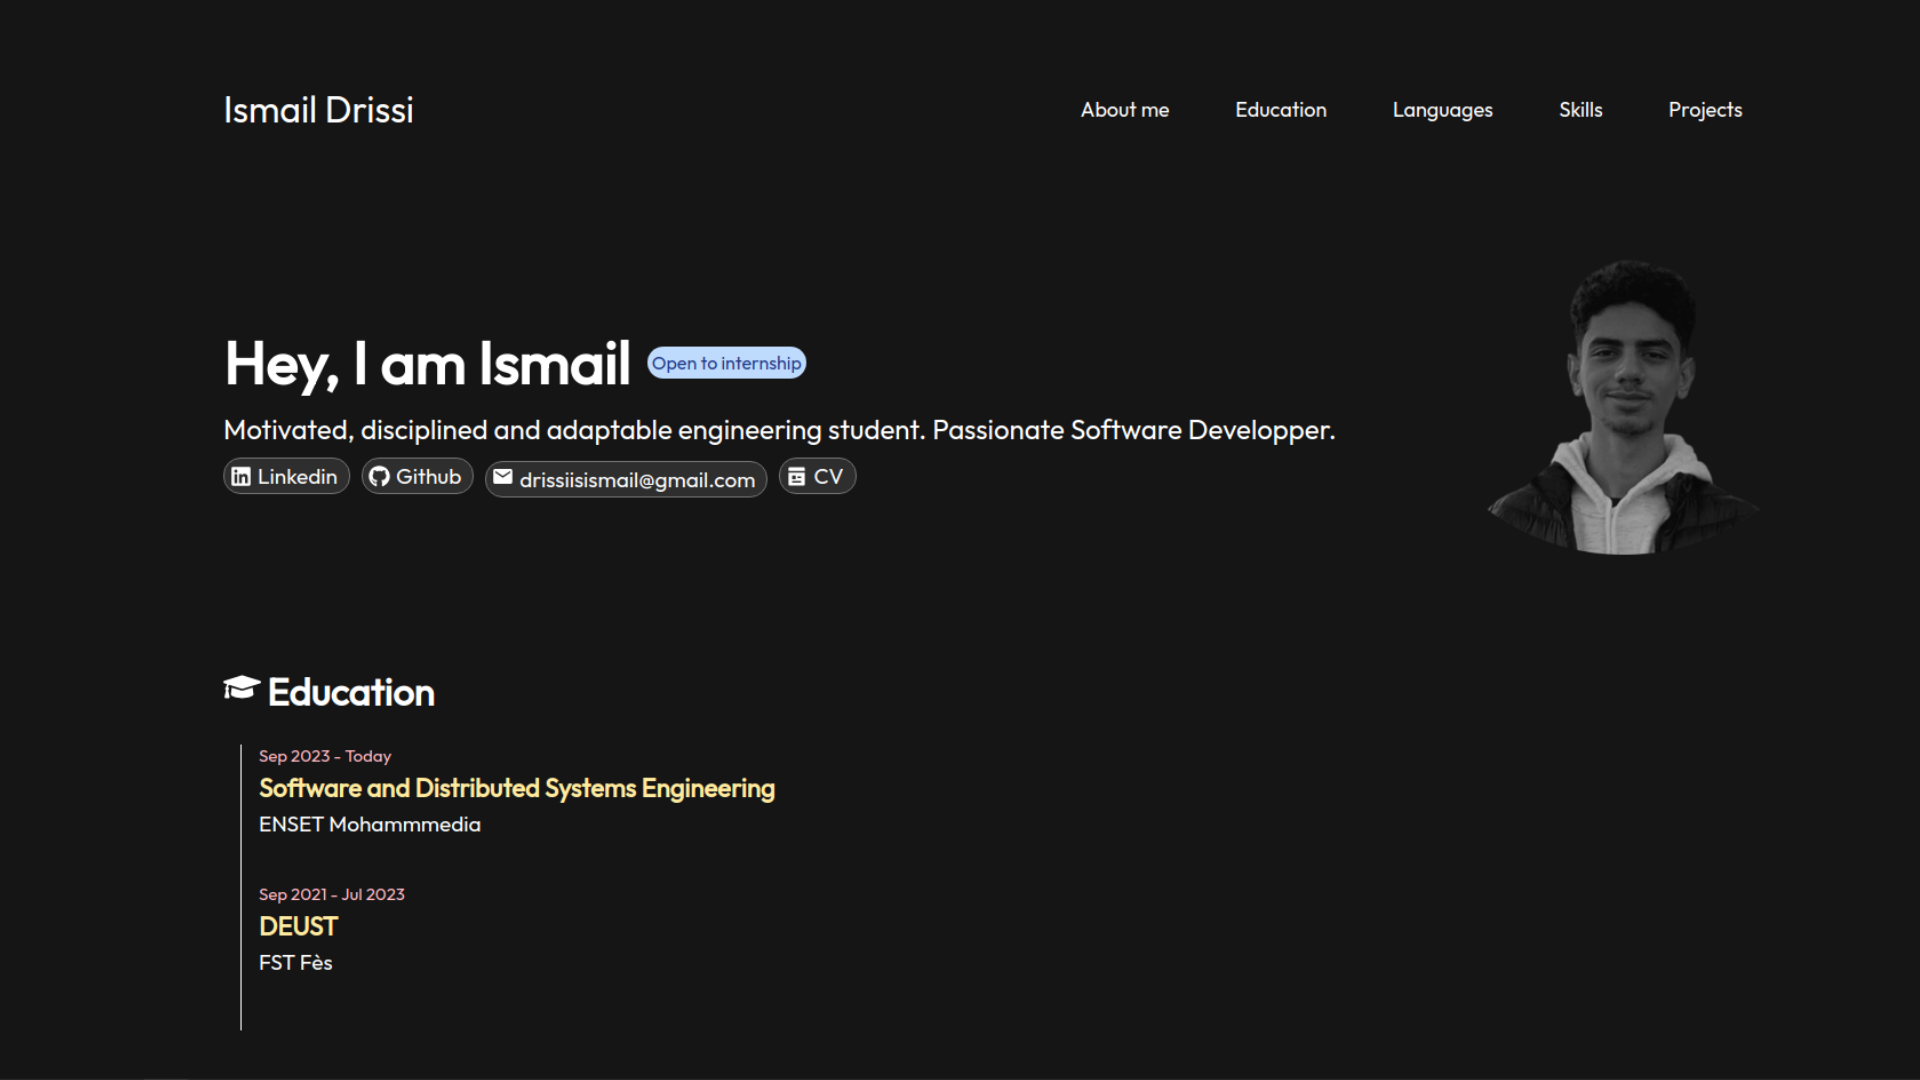 Ismail Drissi
About me Education Languages Skills Projects
Hey, I am Ismail Open to internship
Motivated, disciplined and adaptable engineering student. Passionate Software Developper.
Linkedin Github drissiisismail@gmail.com CV
Education
Sep 2023 - Today
Software and Distributed Systems Engineering
ENSET Mohammmedia
Sep 2021 - Jul 2023
DEUST
FST Fès